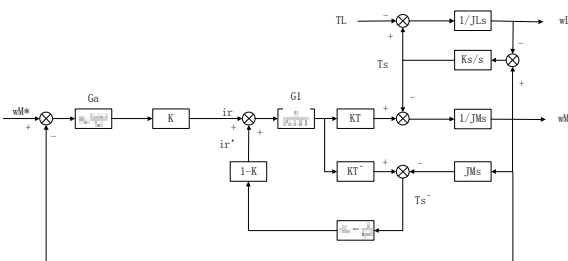 TL
−
1/JLs
wL
+
−
Ts
Ks/s
Ga
G1
−
+
wM*
K
ir
KT
+
1/JMs
wM
+
−
+
+
ir'
1-K
KT^
+
−
JMs
Ts^